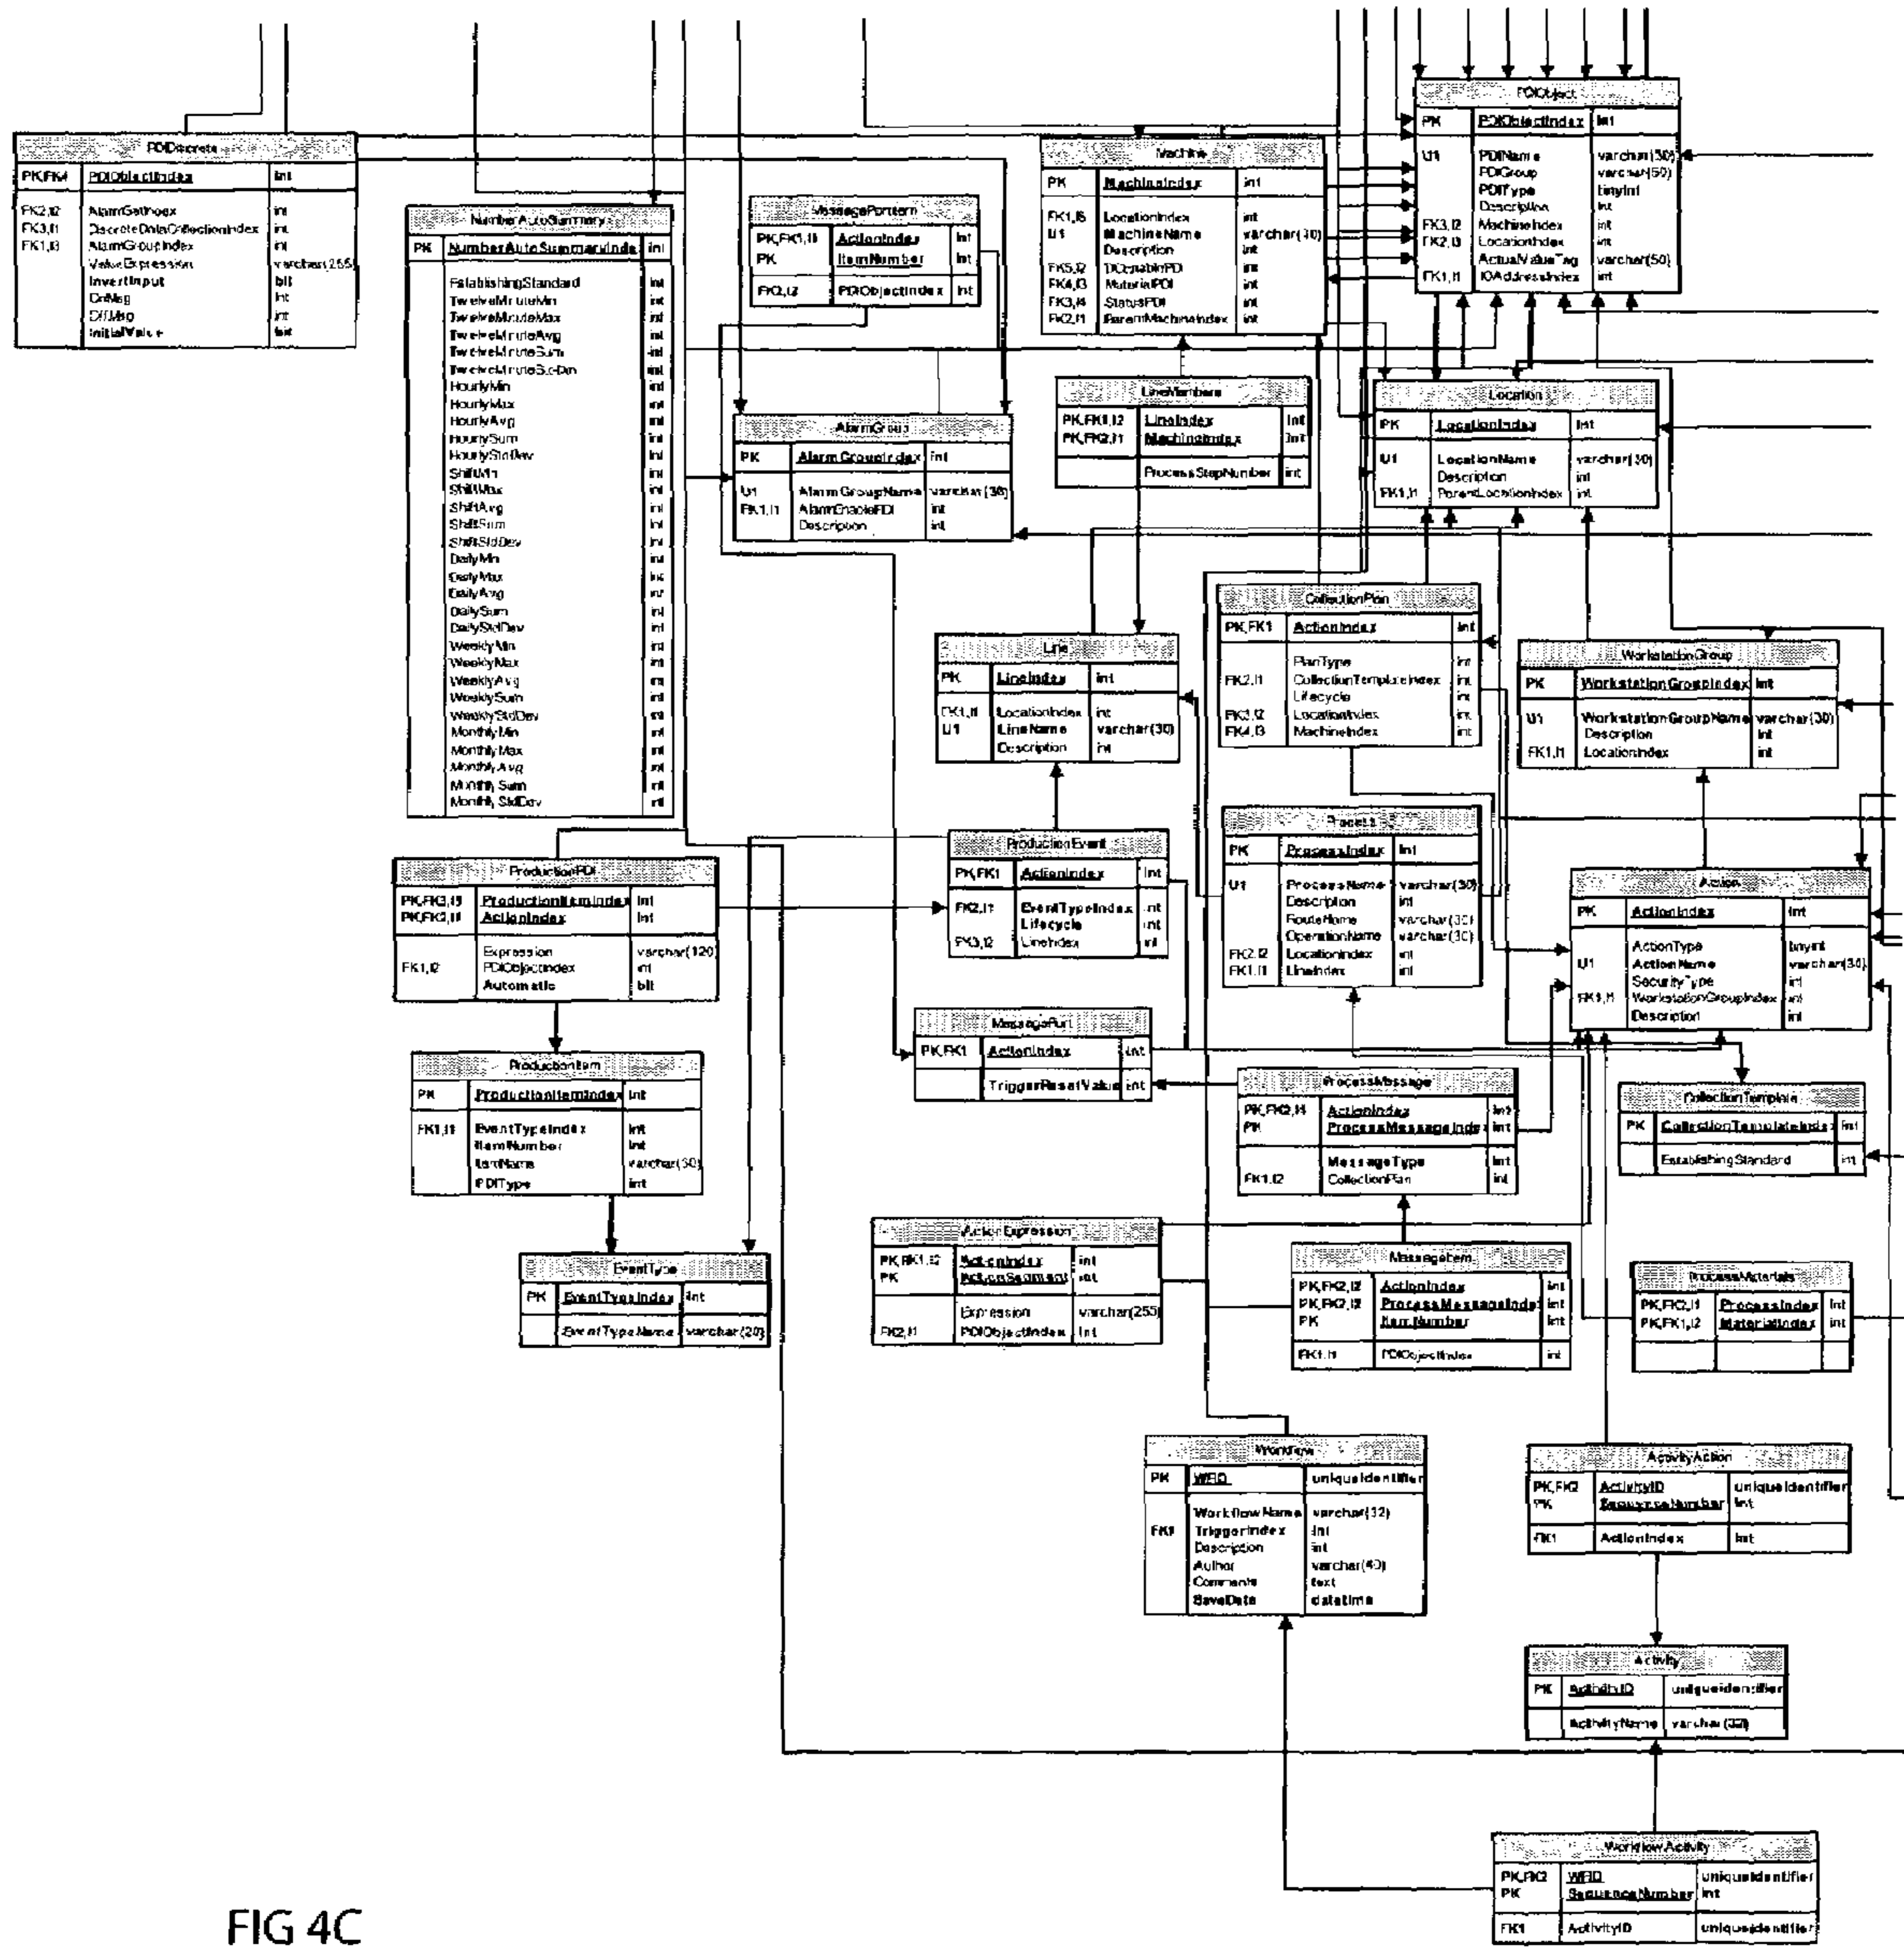 PDIObject
PK PDIObjectIndex int
U1 PDIName varchar(50)
PDIGroup varchar(50)
PDIType tinyint
Description int
FK3,I2 MachineIndex int
FK2,I3 LocationIndex int
ActualValueTag varchar(50)
FK1,I1 IOAddressIndex int
PDIDiscrete
PK,FK4 PDIObjectIndex int
FK2,I2 int
FK3,I1 DiscreteDataCollectionIndex int
FK1,I3 AlarmGroupIndex int
ValueExpression varchar(255)
InvertInput bit
OnMsg int
OffMsg int
InitialValue bit
Machine
PK MachineIndex int
FK1,I5 LocationIndex int
U1 MachineName varchar(30)
Description int
FK5,I2 int
FK4,I3 MaterialPDI int
FK3,I4 StatusPDI int
FK2,I1 ParentMachineIndex int
NumberAutoSummary
PK NumberAutoSummaryInde int
EstablishingStandard int
TwelveMinuteMin int
TwelveMinuteMax int
TwelveMinuteAvg int
TwelveMinuteSum int
int
HourlyMin int
HourlyMax int
HourlyAvg int
HourlySum int
HourlyStdDev int
ShiftMin int
ShiftMax int
ShiftAvg int
ShiftSum int
ShiftStdDev int
DailyMin int
DailyMax int
DailyAvg int
DailySum int
DailyStdDev int
WeeklyMin int
WeeklyMax int
WeeklyAvg int
WeeklySum int
WeeklyStdDev int
MonthlyMin int
MonthlyMax int
MonthlyAvg int
MonthlySum int
MonthlyStdDev int
PK,FK1,I1 ActionIndex int
PK ItemNumber int
FK2,I2 PDIObjectIndex int
LineMembers
PK,FK1,I2 LineIndex int
PK,FK2,I1 MachineIndex int
ProcessStepNumber int
Location
PK LocationIndex int
U1 LocationName varchar(30)
Description int
FK1,I1 ParentLocationIndex int
AlarmGroup
PK AlarmGroupIndex int
U1 AlarmGroupName varchar(30)
FK1,I1 AlarmEnablePDI int
Description int
CollectionPlan
PK,FK1 ActionIndex int
PlanType int
FK2,I1 CollectionTemplateIndex int
Lifecycle int
FK3,I2 LocationIndex int
FK4,I3 MachineIndex int
Line
PK LineIndex int
FK1,I1 LocationIndex int
U1 LineName varchar(30)
Description int
WorkstationGroup
PK WorkstationGroupIndex int
U1 WorkstationGroupName varchar(30)
Description int
FK1,I1 LocationIndex int
Process
PK ProcessIndex int
U1 ProcessName varchar(30)
Description int
RouteName varchar(30)
OperationName varchar(30)
FK2,I2 LocationIndex int
FK1,I1 LineIndex int
ProductionEvent
PK,FK1 ActionIndex int
FK2,I1 EventTypeIndex int
Lifecycle int
FK3,I2 LineIndex int
ProductionPDI
PK,FK3,I3 ProductionItemIndex int
PK,FK2,I1 ActionIndex int
Expression varchar(120)
FK1,I2 PDIObjectIndex int
Automatic bit
Action
PK ActionIndex int
ActionType tinyint
U1 ActionName varchar(30)
SecurityType int
FK1,I1 WorkstationGroupIndex int
Description int
MessagePort
PK,FK1 ActionIndex int
TriggerResetValue int
ProductionItem
PK ProductionItemIndex int
FK1,I1 EventTypeIndex int
ItemNumber int
ItemName varchar(30)
PDIType int
ProcessMessage
PK,FK2,I1 ActionIndex int
PK ProcessMessageInde int
MessageType int
FK1,I2 CollectionPlan int
CollectionTemplate
PK CollectionTemplateInde int
EstablishingStandard int
EventType
PK EventTypeIndex int
EventTypeName varchar(20)
ActionExpression
PK,FK1,I2 ActionIndex int
PK ActionSegment int
Expression varchar(255)
FK2,I1 PDIObjectIndex int
MessageItem
PK,FK2,I2 ActionIndex int
PK,FK2,I2 ProcessMessageInde int
PK ItemNumber int
FK1,I1 PDIObjectIndex int
ProcessMaterials
PK,FK2,I1 ProcessIndex int
PK,FK1,I2 MaterialIndex int
Workflow
PK WFID uniqueidentifier
WorkflowName varchar(32)
FK1 TriggerIndex int
Description int
Author varchar(40)
Comments text
SaveDate datetime
ActivityAction
PK,FK2 ActivityID uniqueidentifier
PK SequenceNumber int
FK1 ActionIndex int
Activity
PK ActivityID uniqueidentifier
ActivityName varchar(32)
WorkflowActivity
PK,FK2 WFID uniqueidentifier
PK SequenceNumber int
FK1 ActivityID uniqueidentifier
FIG 4C